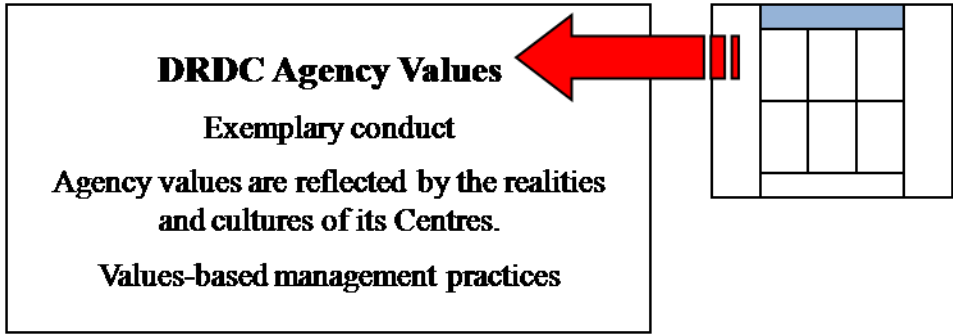 DRDC Agency Values
Exemplary conduct
Agency values are reflected by the realities
and cultures of its Centres.
Values-based management practices